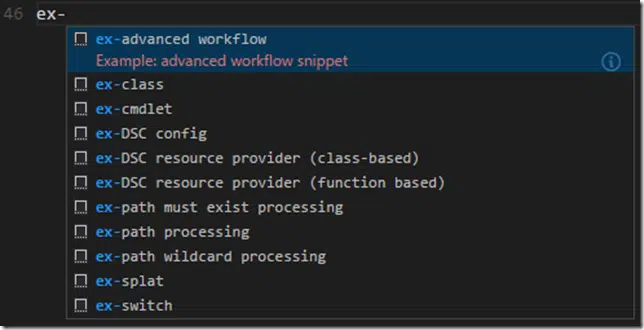 46 ex-
ex-advanced workflow
Example: advanced workflow snippet
ex-class
ex-cmdlet
ex-DSC config
ex-DSC resource provider (class-based)
ex-DSC resource provider (function based)
ex-path must exist processing
ex-path processing
ex-path wildcard processing
ex-splat
ex-switch